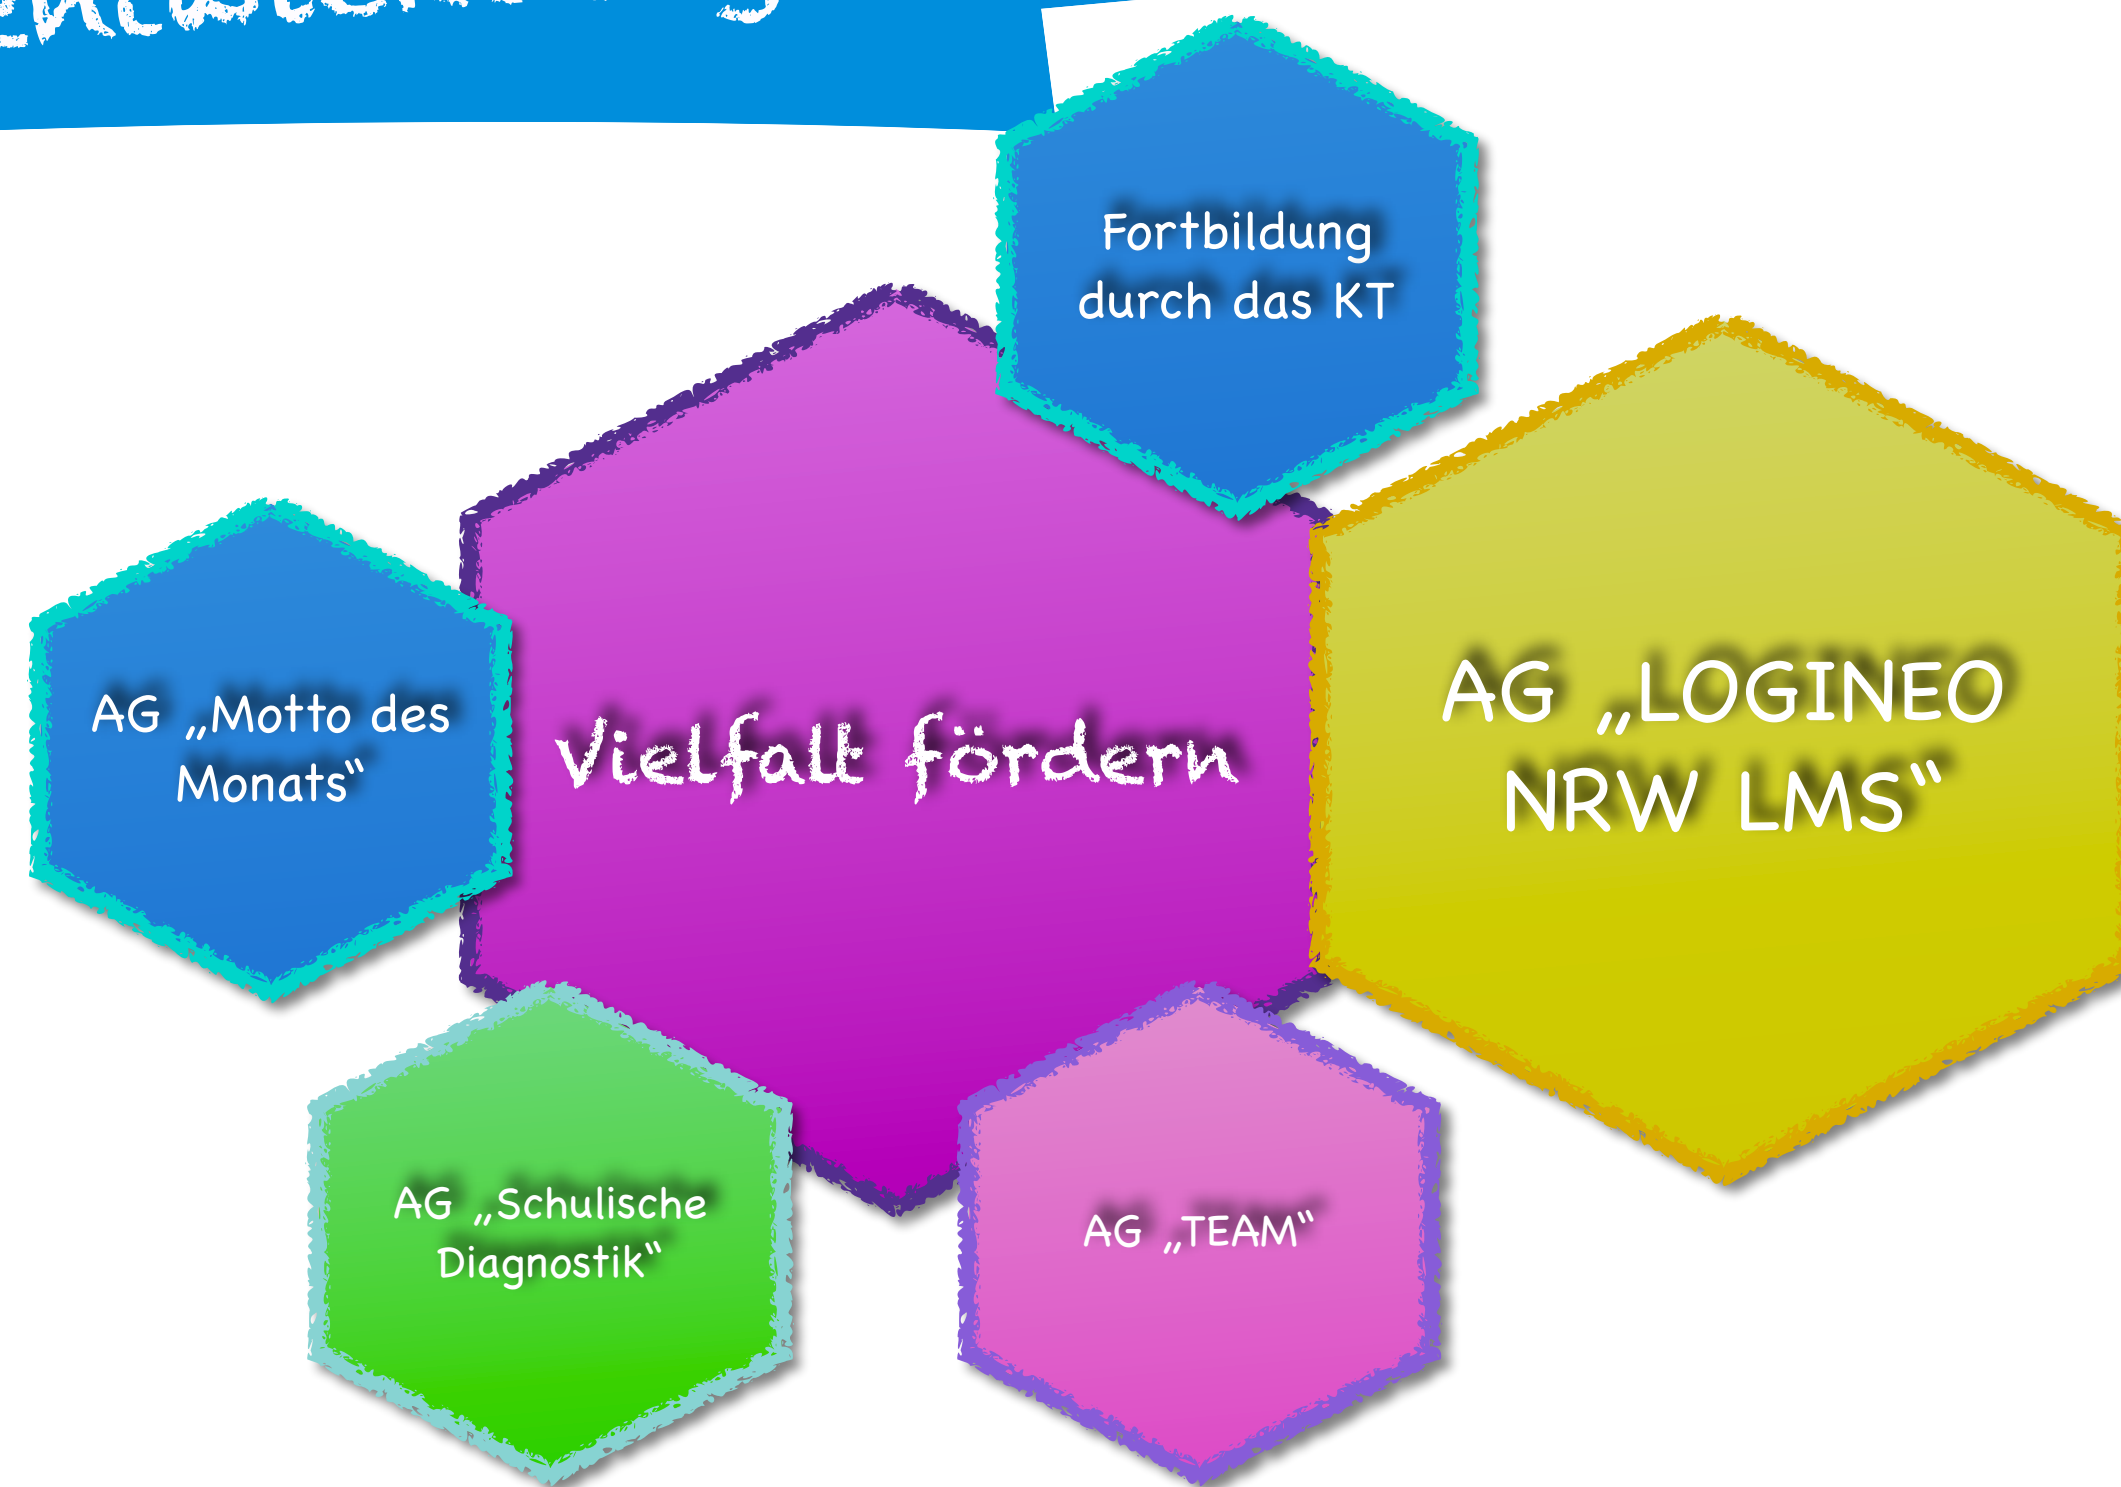 Fortbildung
durch das KT
AG „Motto des
Monats“
Vielfalt fördern
AG „LOGINEO
NRW LMS“
AG „Schulische
Diagnostik“
AG „TEAM“